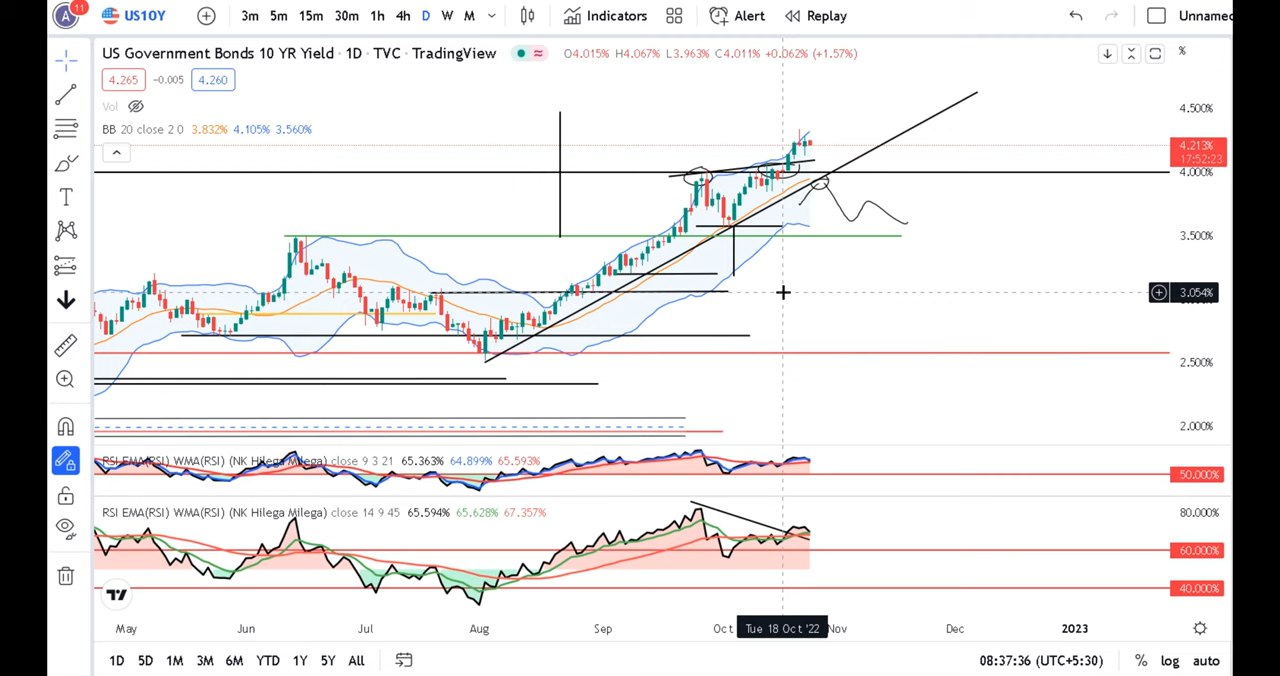 A 11 US10Y 3m 5m 15m 30m 1h 4h D W M Indicators Alert Replay Unnamed
US Government Bonds 10 YR Yield · 1D · TVC · TradingView O4.015% H4.067% L3.963% C4.011% +0.062% (+1.57%) %
4.265 −0.005 4.260
Vol
BB 20 close 2 0 3.832% 4.105% 3.560%
4.500%
4.213%
17:52:23
4.000%
3.500%
3.054%
2.500%
2.000%
RSI EMA(RSI) WMA(RSI) (NK Hilega Milega) close 9 3 21 65.363% 64.899% 65.593%
50.000%
RSI EMA(RSI) WMA(RSI) (NK Hilega Milega) close 14 9 45 65.594% 65.628% 67.357%
80.000%
60.000%
40.000%
May Jun Jul Aug Sep Oct Tue 18 Oct '22 Nov Dec 2023
1D 5D 1M 3M 6M YTD 1Y 5Y All 08:37:36 (UTC+5:30) % log auto